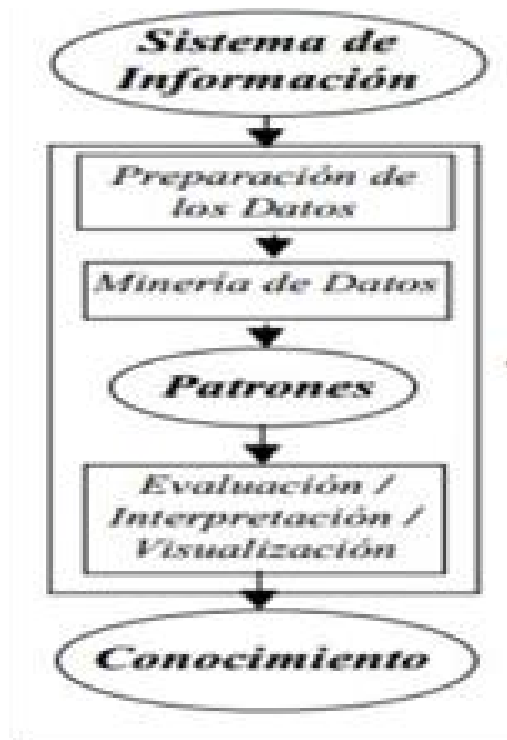 Sistema de
Información
Preparación de
los Datos
Minería de Datos
Patrones
Evaluación /
Interpretación /
Visualización
Conocimiento